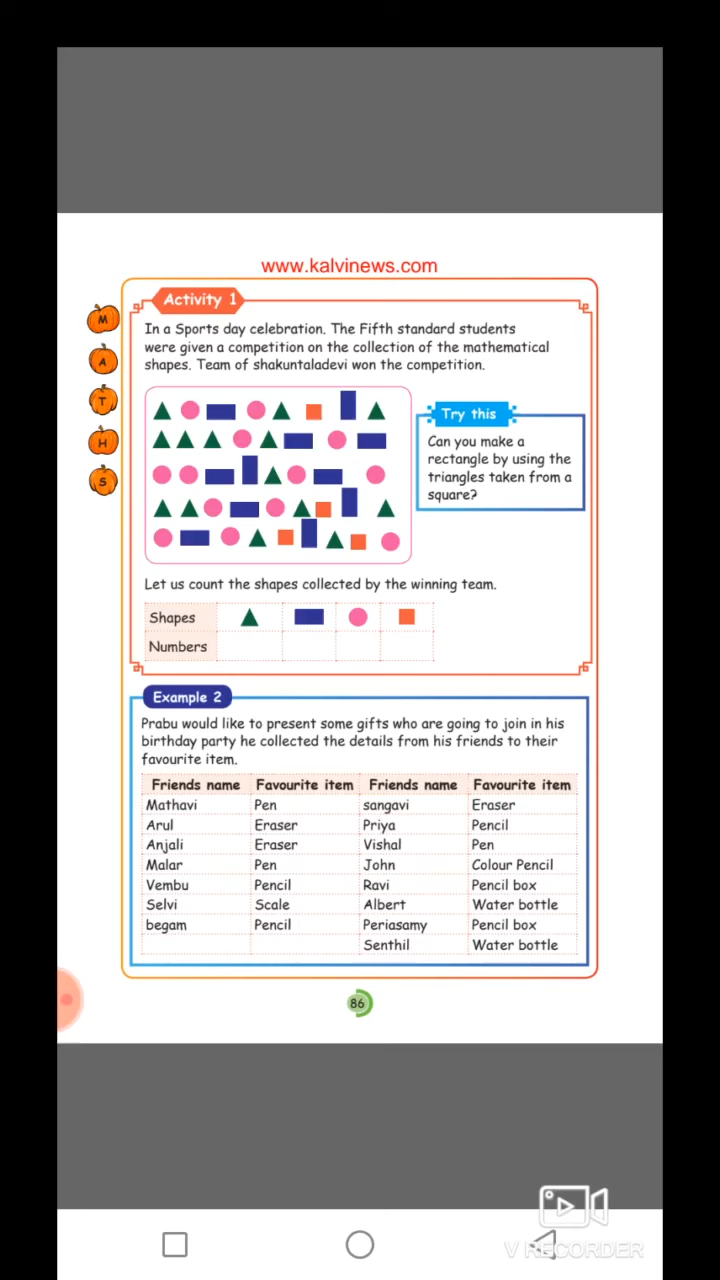 www.kalvinews.com
Activity 1
M
A
T
H
S
In a Sports day celebration. The Fifth standard students
were given a competition on the collection of the mathematical
shapes. Team of shakuntaladevi won the competition.
Try this
Can you make a
rectangle by using the
triangles taken from a
square?
Let us count the shapes collected by the winning team.
Shapes
Numbers
Example 2
Prabu would like to present some gifts who are going to join in his
birthday party he collected the details from his friends to their
favourite item.
Friends name Favourite item Friends name Favourite item
Mathavi Pen sangavi Eraser
Arul Eraser Priya Pencil
Anjali Eraser Vishal Pen
Malar Pen John Colour Pencil
Vembu Pencil Ravi Pencil box
Selvi Scale Albert Water bottle
begam Pencil Periasamy Pencil box
Senthil Water bottle
86
V RECORDER